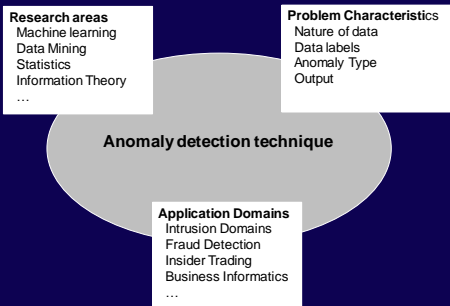 Research areas
Machine learning
Data Mining
Statistics
Information Theory
...
Problem Characteristics
Nature of data
Data labels
Anomaly Type
Output
Anomaly detection technique
Application Domains
Intrusion Domains
Fraud Detection
Insider Trading
Business Informatics
...